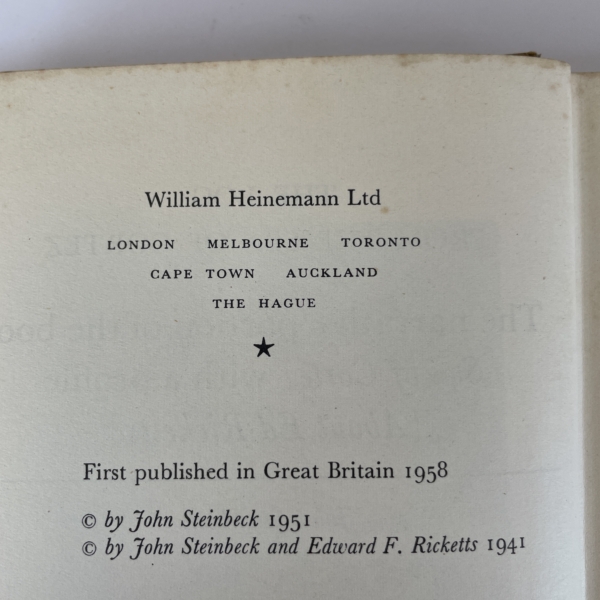 William Heinemann Ltd
LONDON MELBOURNE TORONTO
CAPE TOWN AUCKLAND
THE HAGUE
First published in Great Britain 1958
© by John Steinbeck 1951
© by John Steinbeck and Edward F. Ricketts 1941